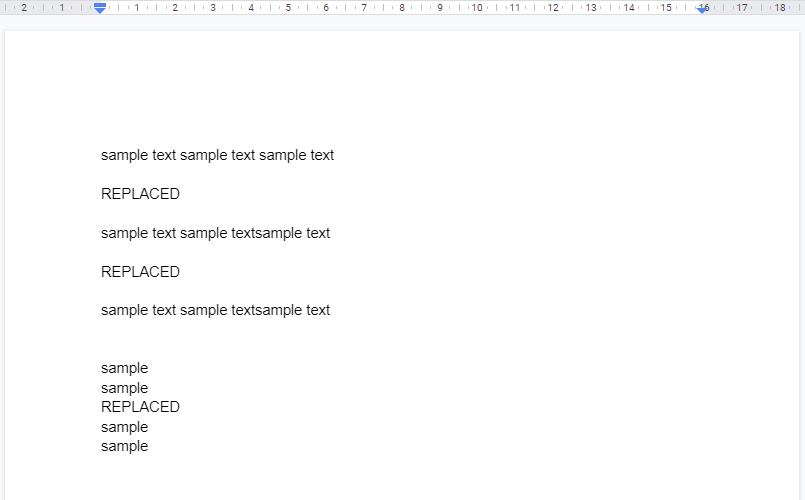 2 1 1 2 3 4 5 6 7 8 9 10 11 12 13 14 15 16 17 18
sample text sample text sample text
REPLACED
sample text sample textsample text
REPLACED
sample text sample textsample text
sample
sample
REPLACED
sample
sample